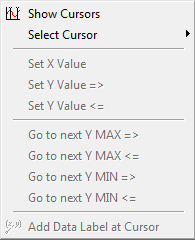 Show Cursors
Select Cursor
Set X Value
Set Y Value =>
Set Y Value <=
Go to next Y MAX =>
Go to next Y MAX <=
Go to next Y MIN =>
Go to next Y MIN <=
(x,y) Add Data Label at Cursor